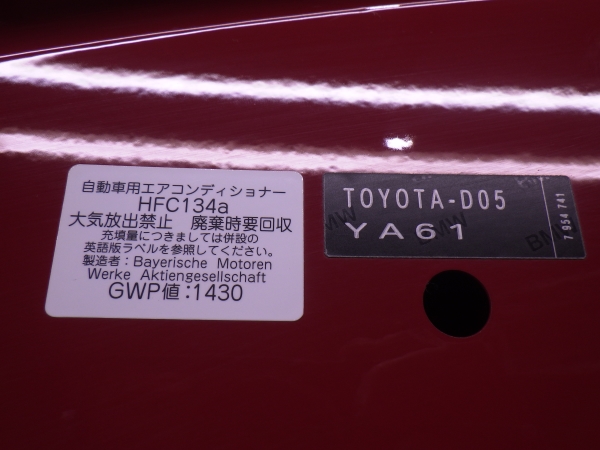 自動車用エアコンディショナー
HFC134a
大気放出禁止 廃棄時要回収
充填量につきましては併設の
英語版ラベルを参照してください。
製造者:Bayerische Motoren
Werke Aktiengesellschaft
GWP値:1430
TOYOTA-D05
YA61
BMW BMW BMW
7 954 741